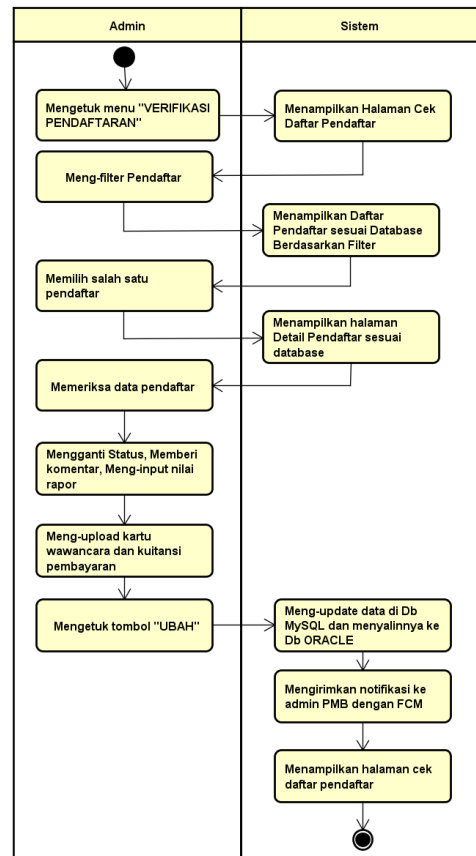 Admin
Sistem
Mengetuk menu "VERIFIKASI
PENDAFTARAN"
Menampilkan Halaman Cek
Daftar Pendaftar
Meng-filter Pendaftar
Menampilkan Daftar
Pendaftar sesuai Database
Berdasarkan Filter
Memilih salah satu
pendaftar
Menampilkan halaman
Detail Pendaftar sesuai
database
Memeriksa data pendaftar
Mengganti Status, Memberi
komentar, Meng-input nilai
rapor
Meng-upload kartu
wawancara dan kuitansi
pembayaran
Mengetuk tombol "UBAH"
Meng-update data di Db
MySQL dan menyalinnya ke
Db ORACLE
Mengirimkan notifikasi ke
admin PMB dengan FCM
Menampilkan halaman cek
daftar pendaftar